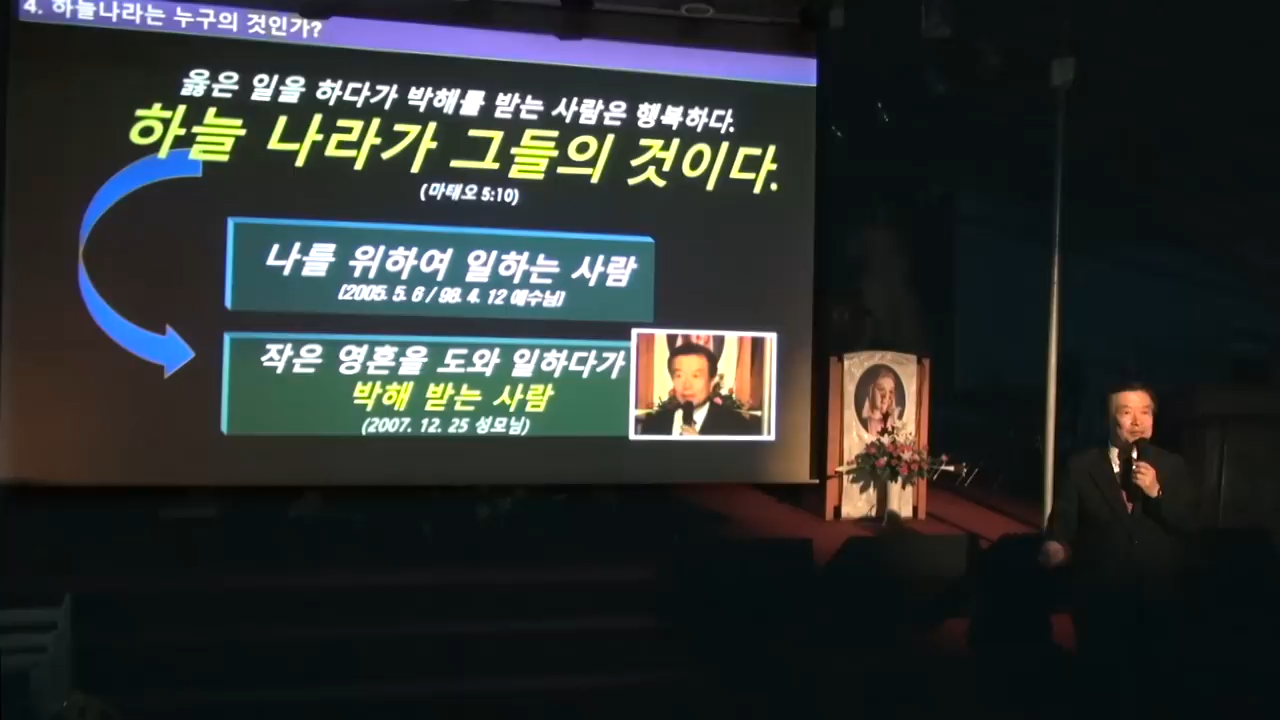 4. 하늘나라는 누구의 것인가?
옳은 일을 하다가 박해를 받는 사람은 행복하다.
하늘 나라가 그들의 것이다.
(마태오 5:10)
나를 위하여 일하는 사람
[2005. 5. 6 / 98. 4. 12 예수님]
작은 영혼을 도와 일하다가
박해 받는 사람
(2007. 12. 25 성모님)